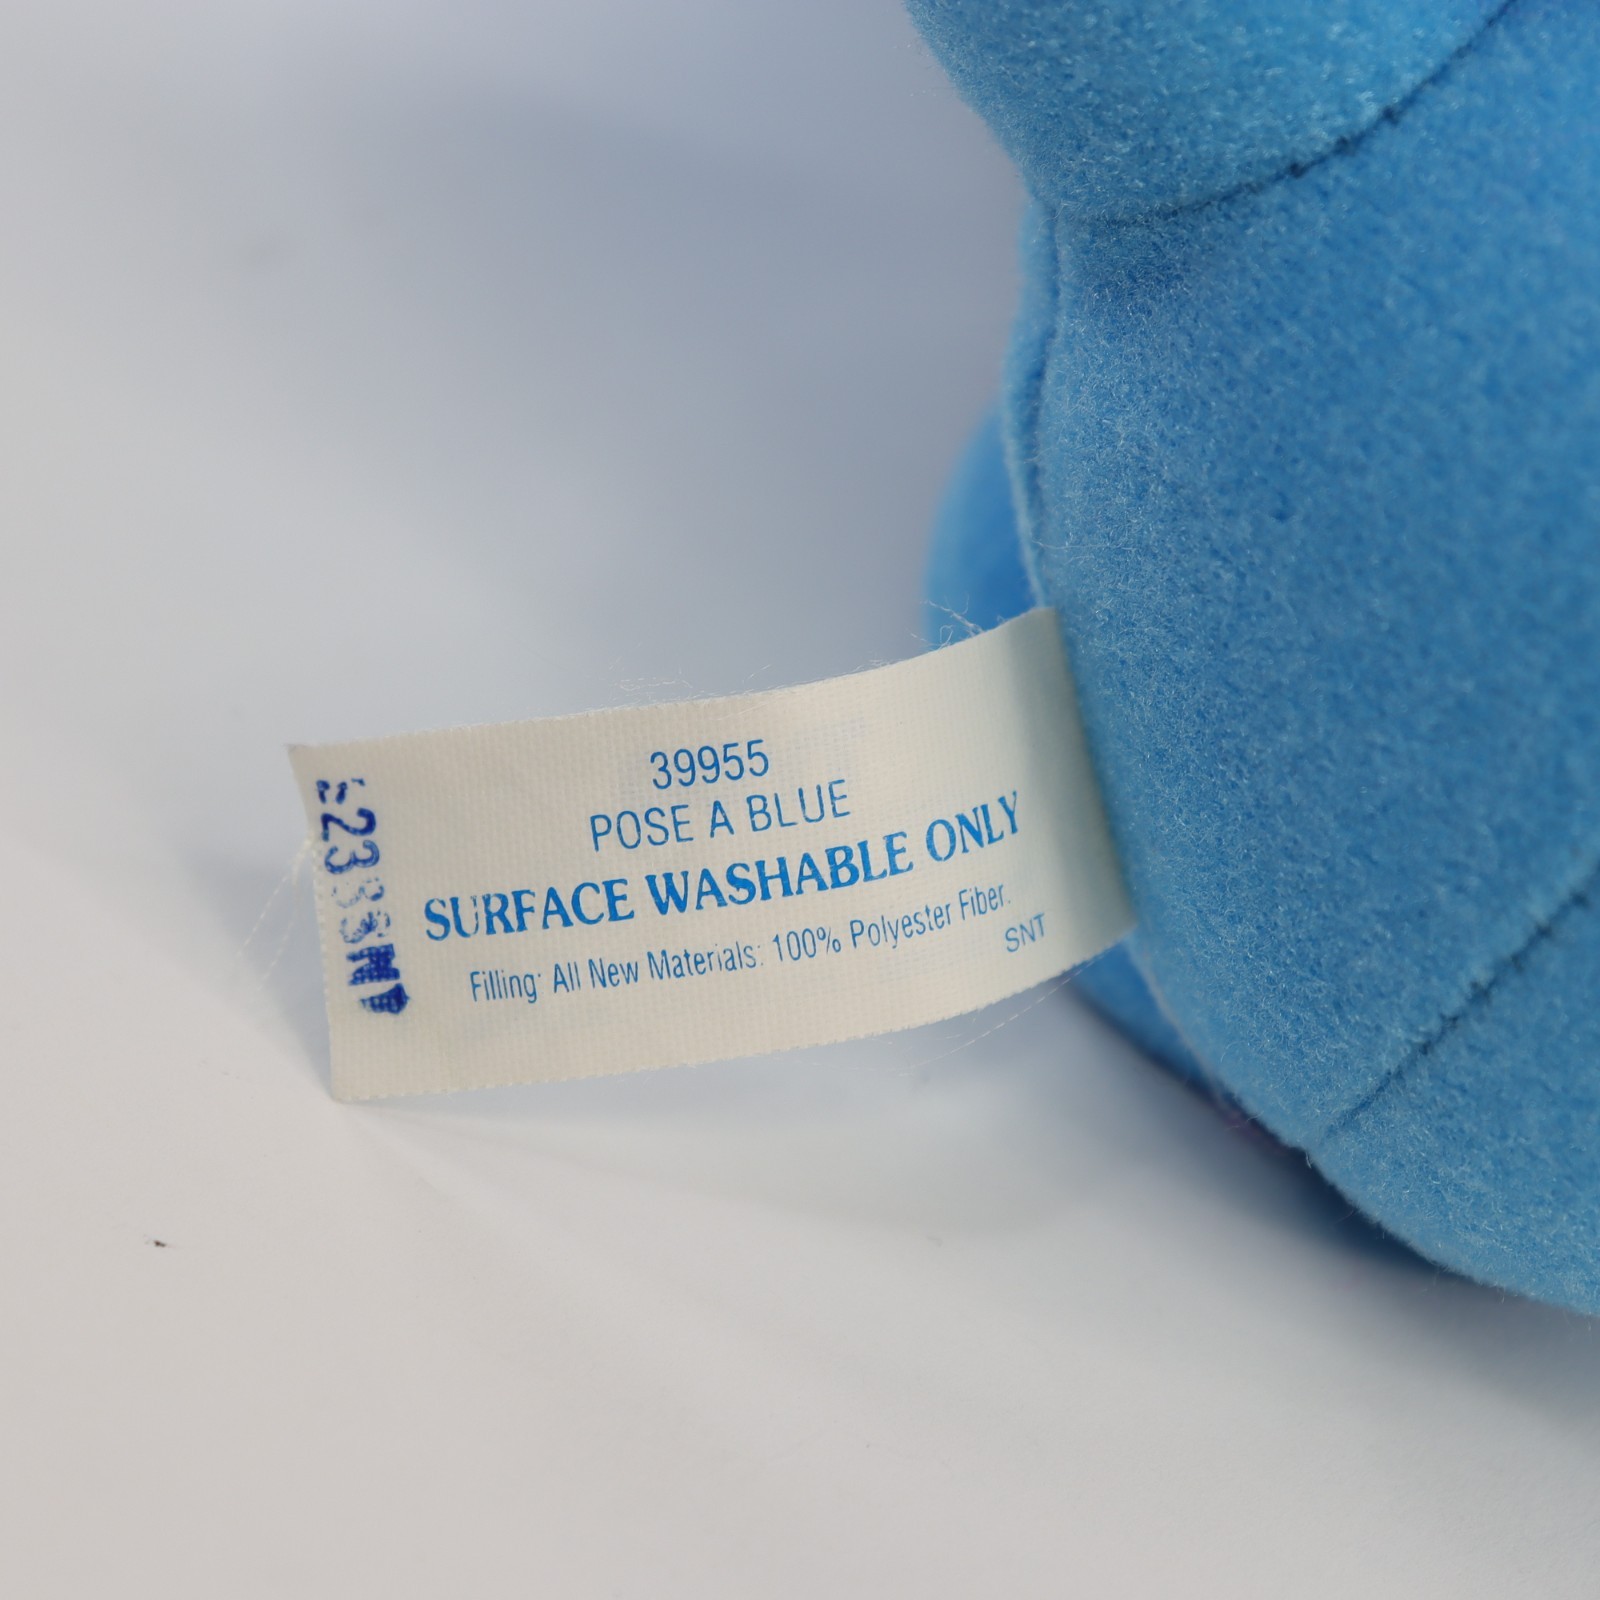 39955
POSE A BLUE
SURFACE WASHABLE ONLY
Filling: All New Materials: 100% Polyester Fiber.
SNT